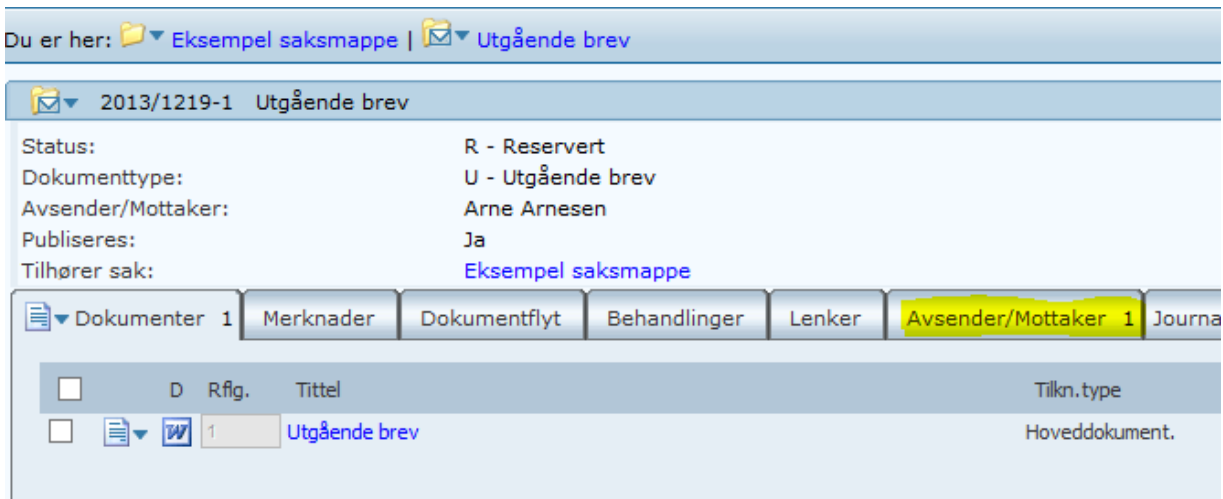 Du er her: Eksempel saksmappe | Utgående brev
2013/1219-1 Utgående brev
Status: R - Reservert
Dokumenttype: U - Utgående brev
Avsender/Mottaker: Arne Arnesen
Publiseres: Ja
Tilhører sak: Eksempel saksmappe
Dokumenter 1 Merknader Dokumentflyt Behandlinger Lenker Avsender/Mottaker 1 Journa
D Rflg. Tittel Tilkn.type
W 1 Utgående brev Hoveddokument.